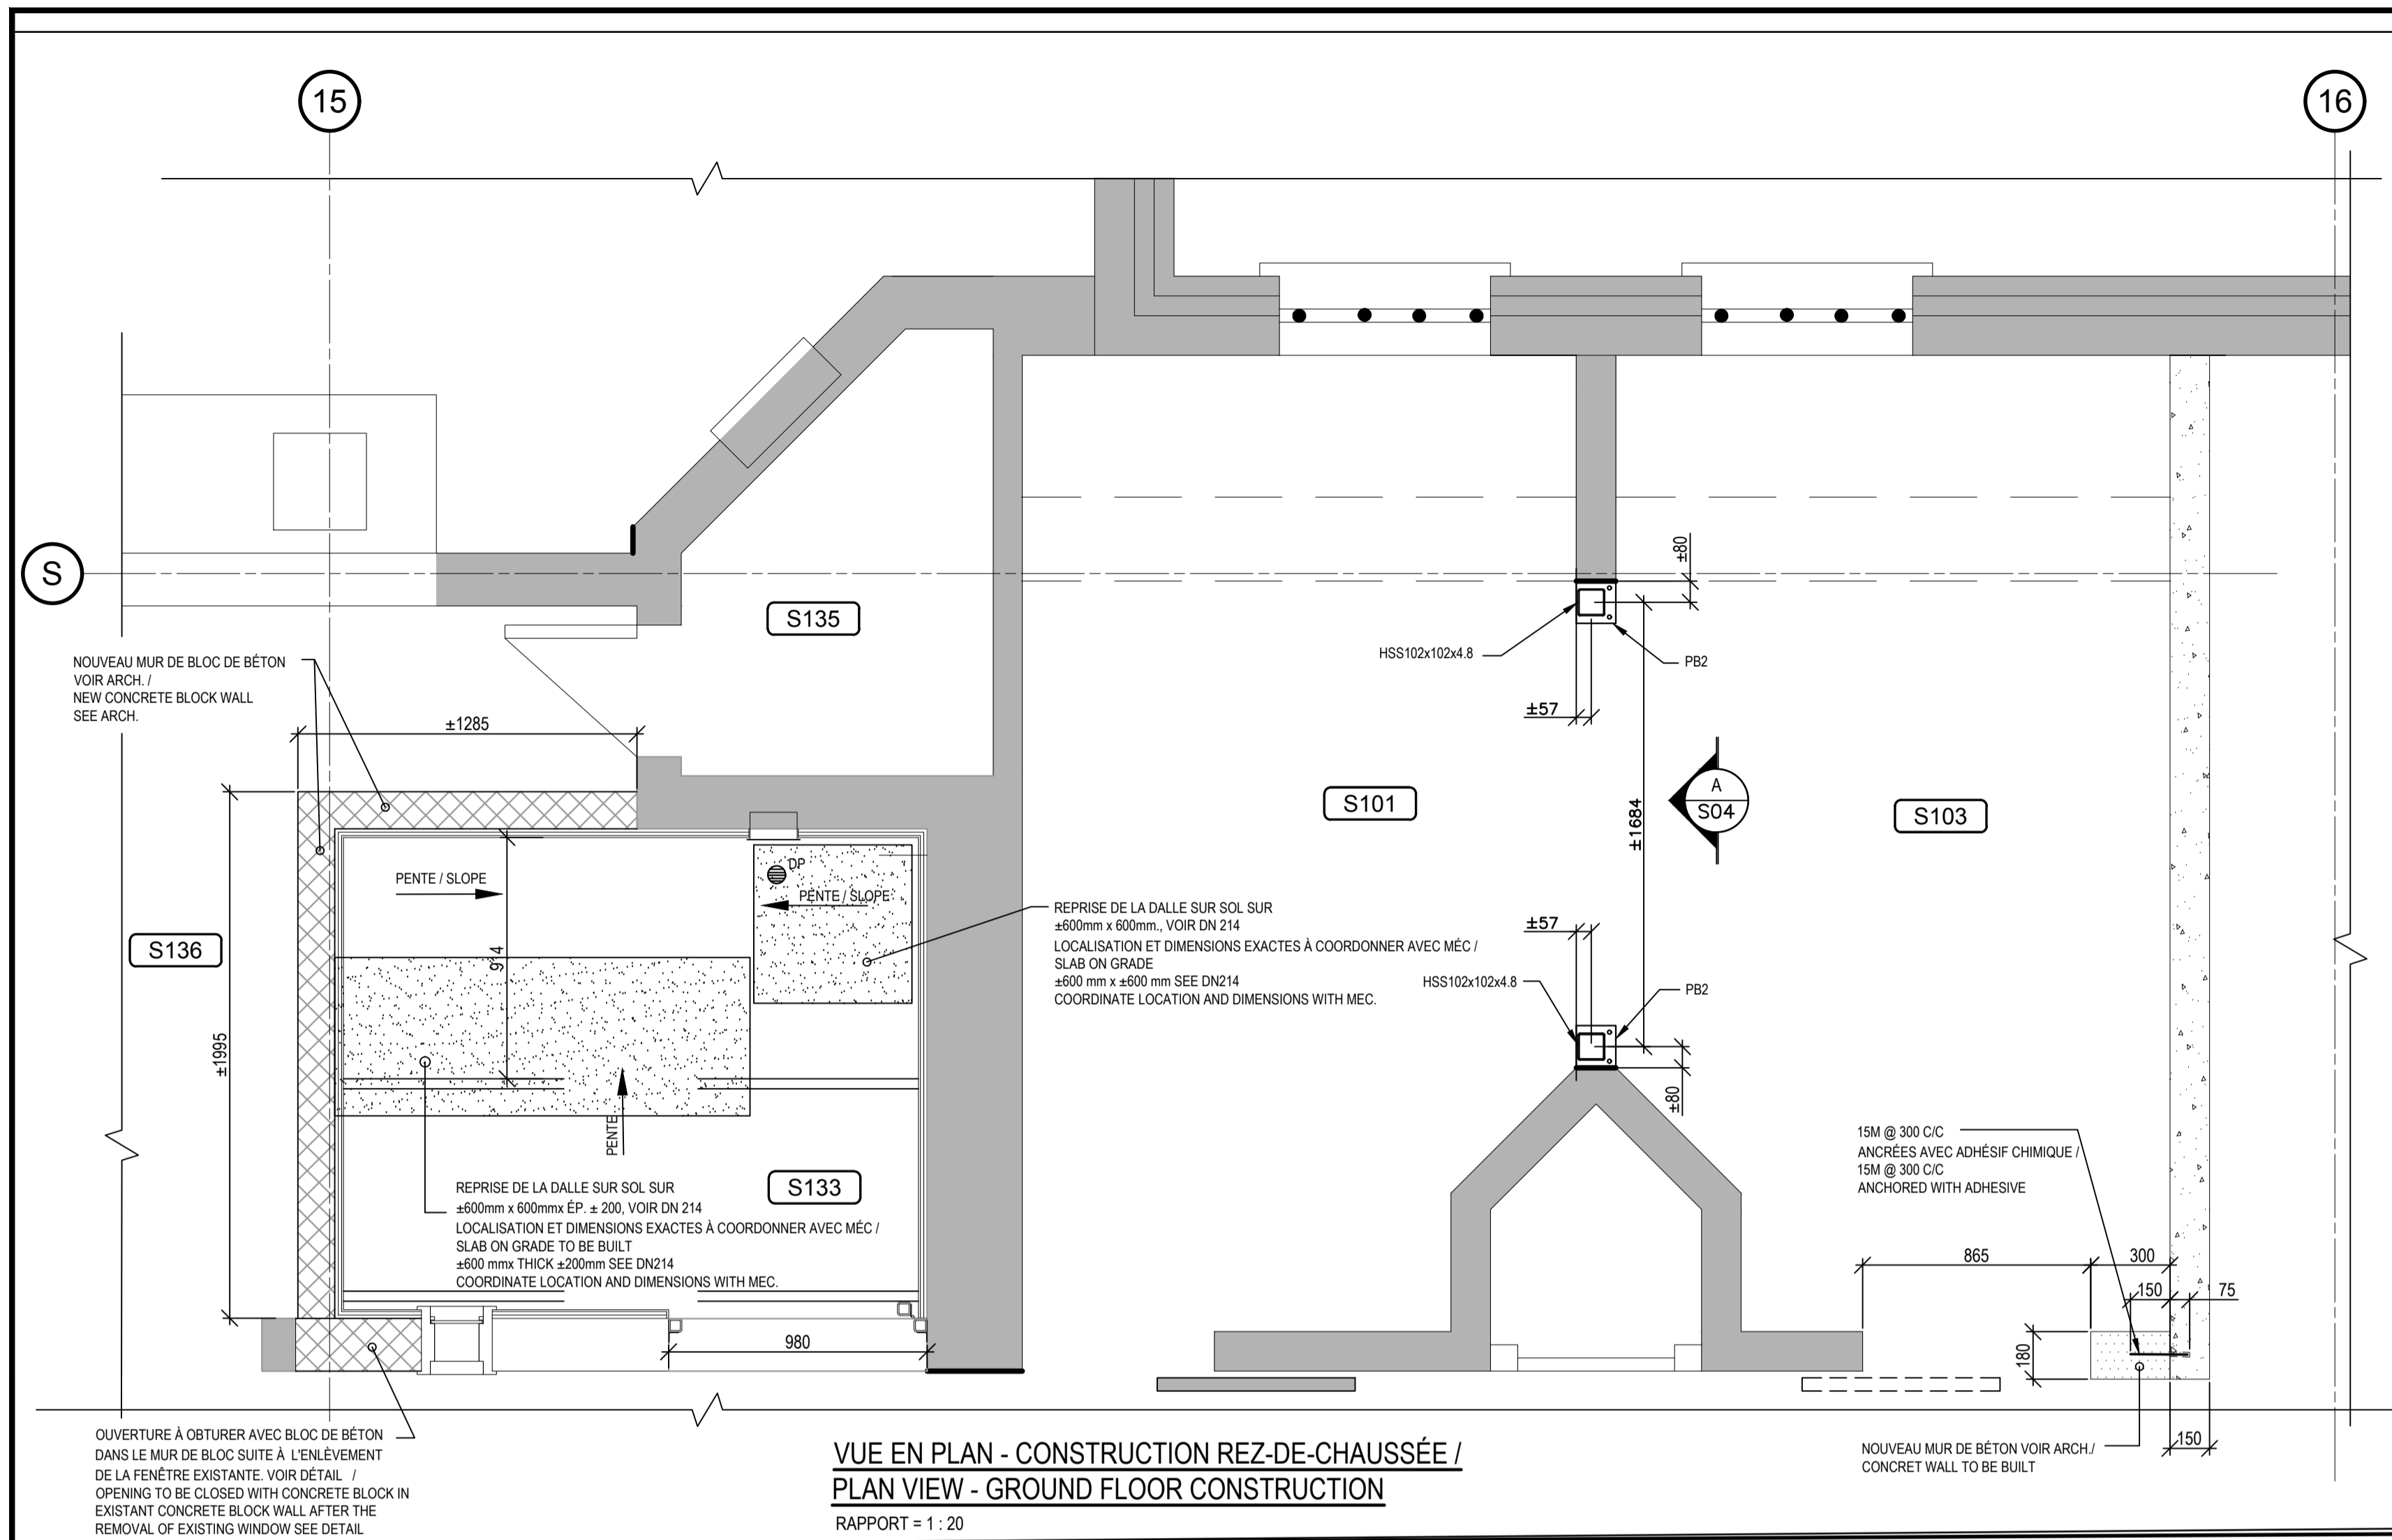 15
16
S
S135
±80
HSS102x102x4.8
PB2
NOUVEAU MUR DE BLOC DE BÉTON
VOIR ARCH. /
NEW CONCRETE BLOCK WALL
SEE ARCH.
±57
±1285
S101
A
S04
S103
±1684
PENTE / SLOPE
DP
PENTE / SLOPE
914
S136
REPRISE DE LA DALLE SUR SOL SUR
±600mm x 600mm., VOIR DN 214
LOCALISATION ET DIMENSIONS EXACTES À COORDONNER AVEC MÉC /
SLAB ON GRADE
±600 mm x ±600 mm SEE DN214
COORDINATE LOCATION AND DIMENSIONS WITH MEC.
±57
HSS102x102x4.8
PB2
±1995
±80
PENTE
S133
REPRISE DE LA DALLE SUR SOL SUR
±600mm x 600mmx ÉP. ± 200, VOIR DN 214
LOCALISATION ET DIMENSIONS EXACTES À COORDONNER AVEC MÉC /
SLAB ON GRADE TO BE BUILT
±600 mmx THICK ±200mm SEE DN214
COORDINATE LOCATION AND DIMENSIONS WITH MEC.
15M @ 300 C/C
ANCRÉES AVEC ADHÉSIF CHIMIQUE /
15M @ 300 C/C
ANCHORED WITH ADHESIVE
865
300
150
75
180
980
150
OUVERTURE À OBTURER AVEC BLOC DE BÉTON
DANS LE MUR DE BLOC SUITE À L'ENLÈVEMENT
DE LA FENÊTRE EXISTANTE. VOIR DÉTAIL /
OPENING TO BE CLOSED WITH CONCRETE BLOCK IN
EXISTANT CONCRETE BLOCK WALL AFTER THE
REMOVAL OF EXISTING WINDOW SEE DETAIL
VUE EN PLAN - CONSTRUCTION REZ-DE-CHAUSSÉE /
PLAN VIEW - GROUND FLOOR CONSTRUCTION
RAPPORT = 1 : 20
NOUVEAU MUR DE BÉTON VOIR ARCH./
CONCRET WALL TO BE BUILT